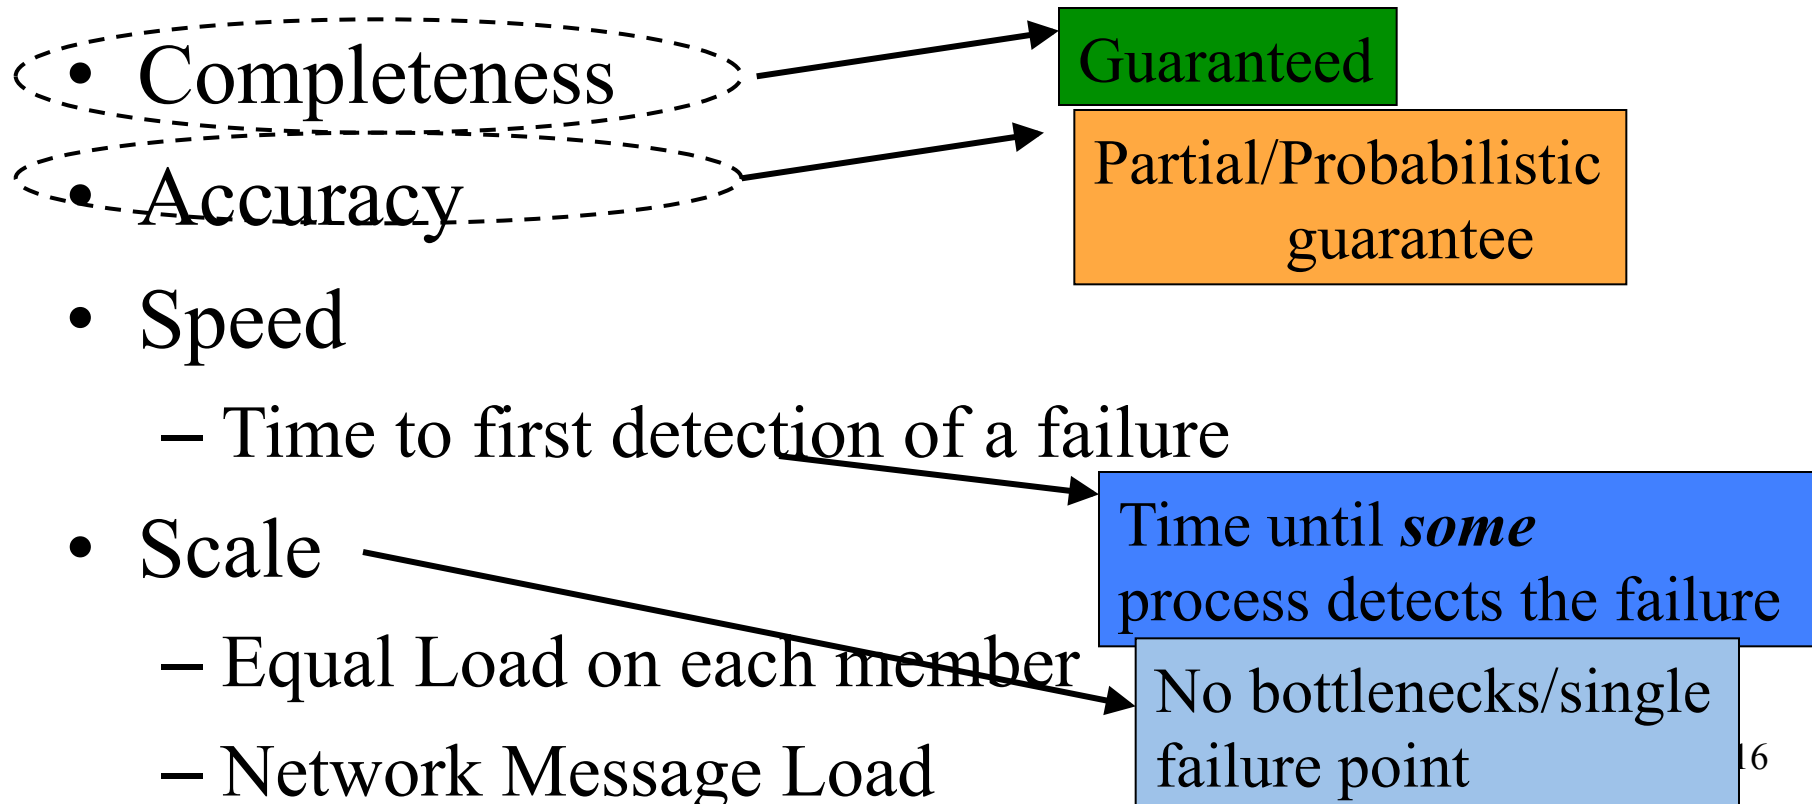 • Completeness
Guaranteed
• Accuracy
Partial/Probabilistic
guarantee
• Speed
– Time to first detection of a failure
Time until some
process detects the failure
• Scale
– Equal Load on each member
No bottlenecks/single
failure point
– Network Message Load
16